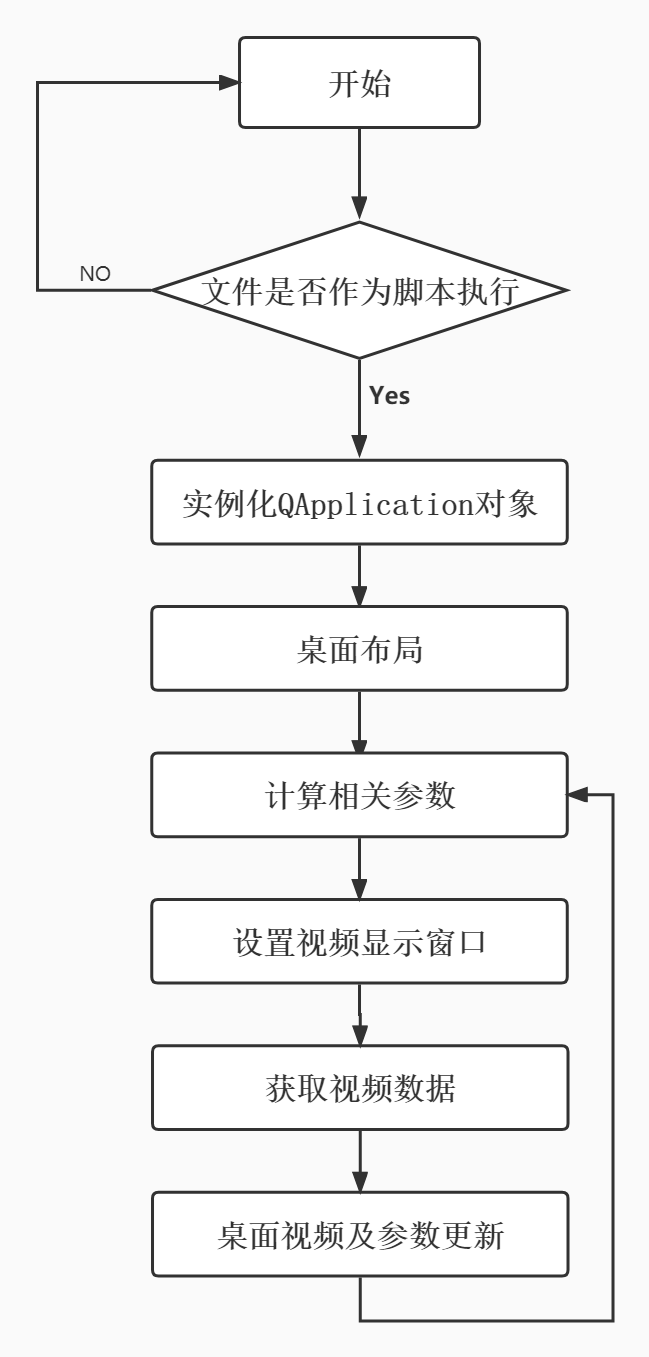 开始
NO
文件是否作为脚本执行
Yes
实例化QApplication对象
桌面布局
计算相关参数
设置视频显示窗口
获取视频数据
桌面视频及参数更新